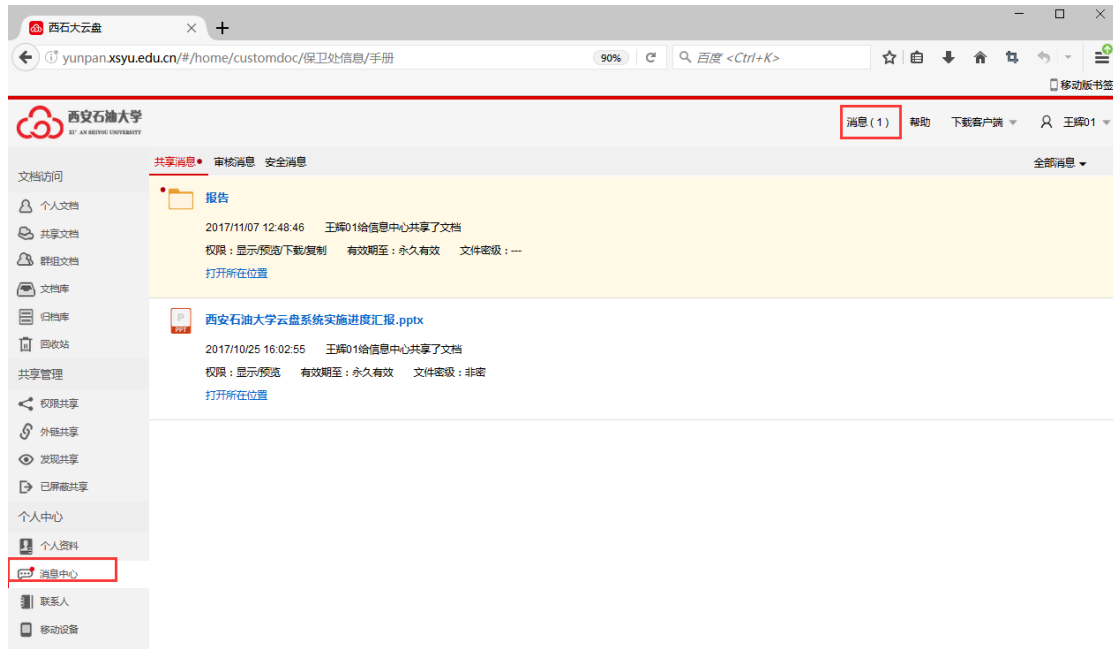 西石大云盘
yunpan.xsyu.edu.cn/#/home/customdoc/保卫处信息/手册 90% 百度 <Ctrl+K>
移动版书签
西安石油大学
XI' AN SHIYOU UNIVERSITY
消息(1) 帮助 下载客户端 王辉01
共享消息 审核消息 安全消息 全部消息
文档访问
个人文档
共享文档
群组文档
文档库
归档库
回收站
共享管理
权限共享
外链共享
发现共享
已屏蔽共享
个人中心
个人资料
消息中心
联系人
移动设备
报告
2017/11/07 12:48:46 王辉01给信息中心共享了文档
权限：显示/预览/下载/复制 有效期至：永久有效 文件密级：---
打开所在位置
PPT
西安石油大学云盘系统实施进度汇报.pptx
2017/10/25 16:02:55 王辉01给信息中心共享了文档
权限：显示/预览 有效期至：永久有效 文件密级：非密
打开所在位置